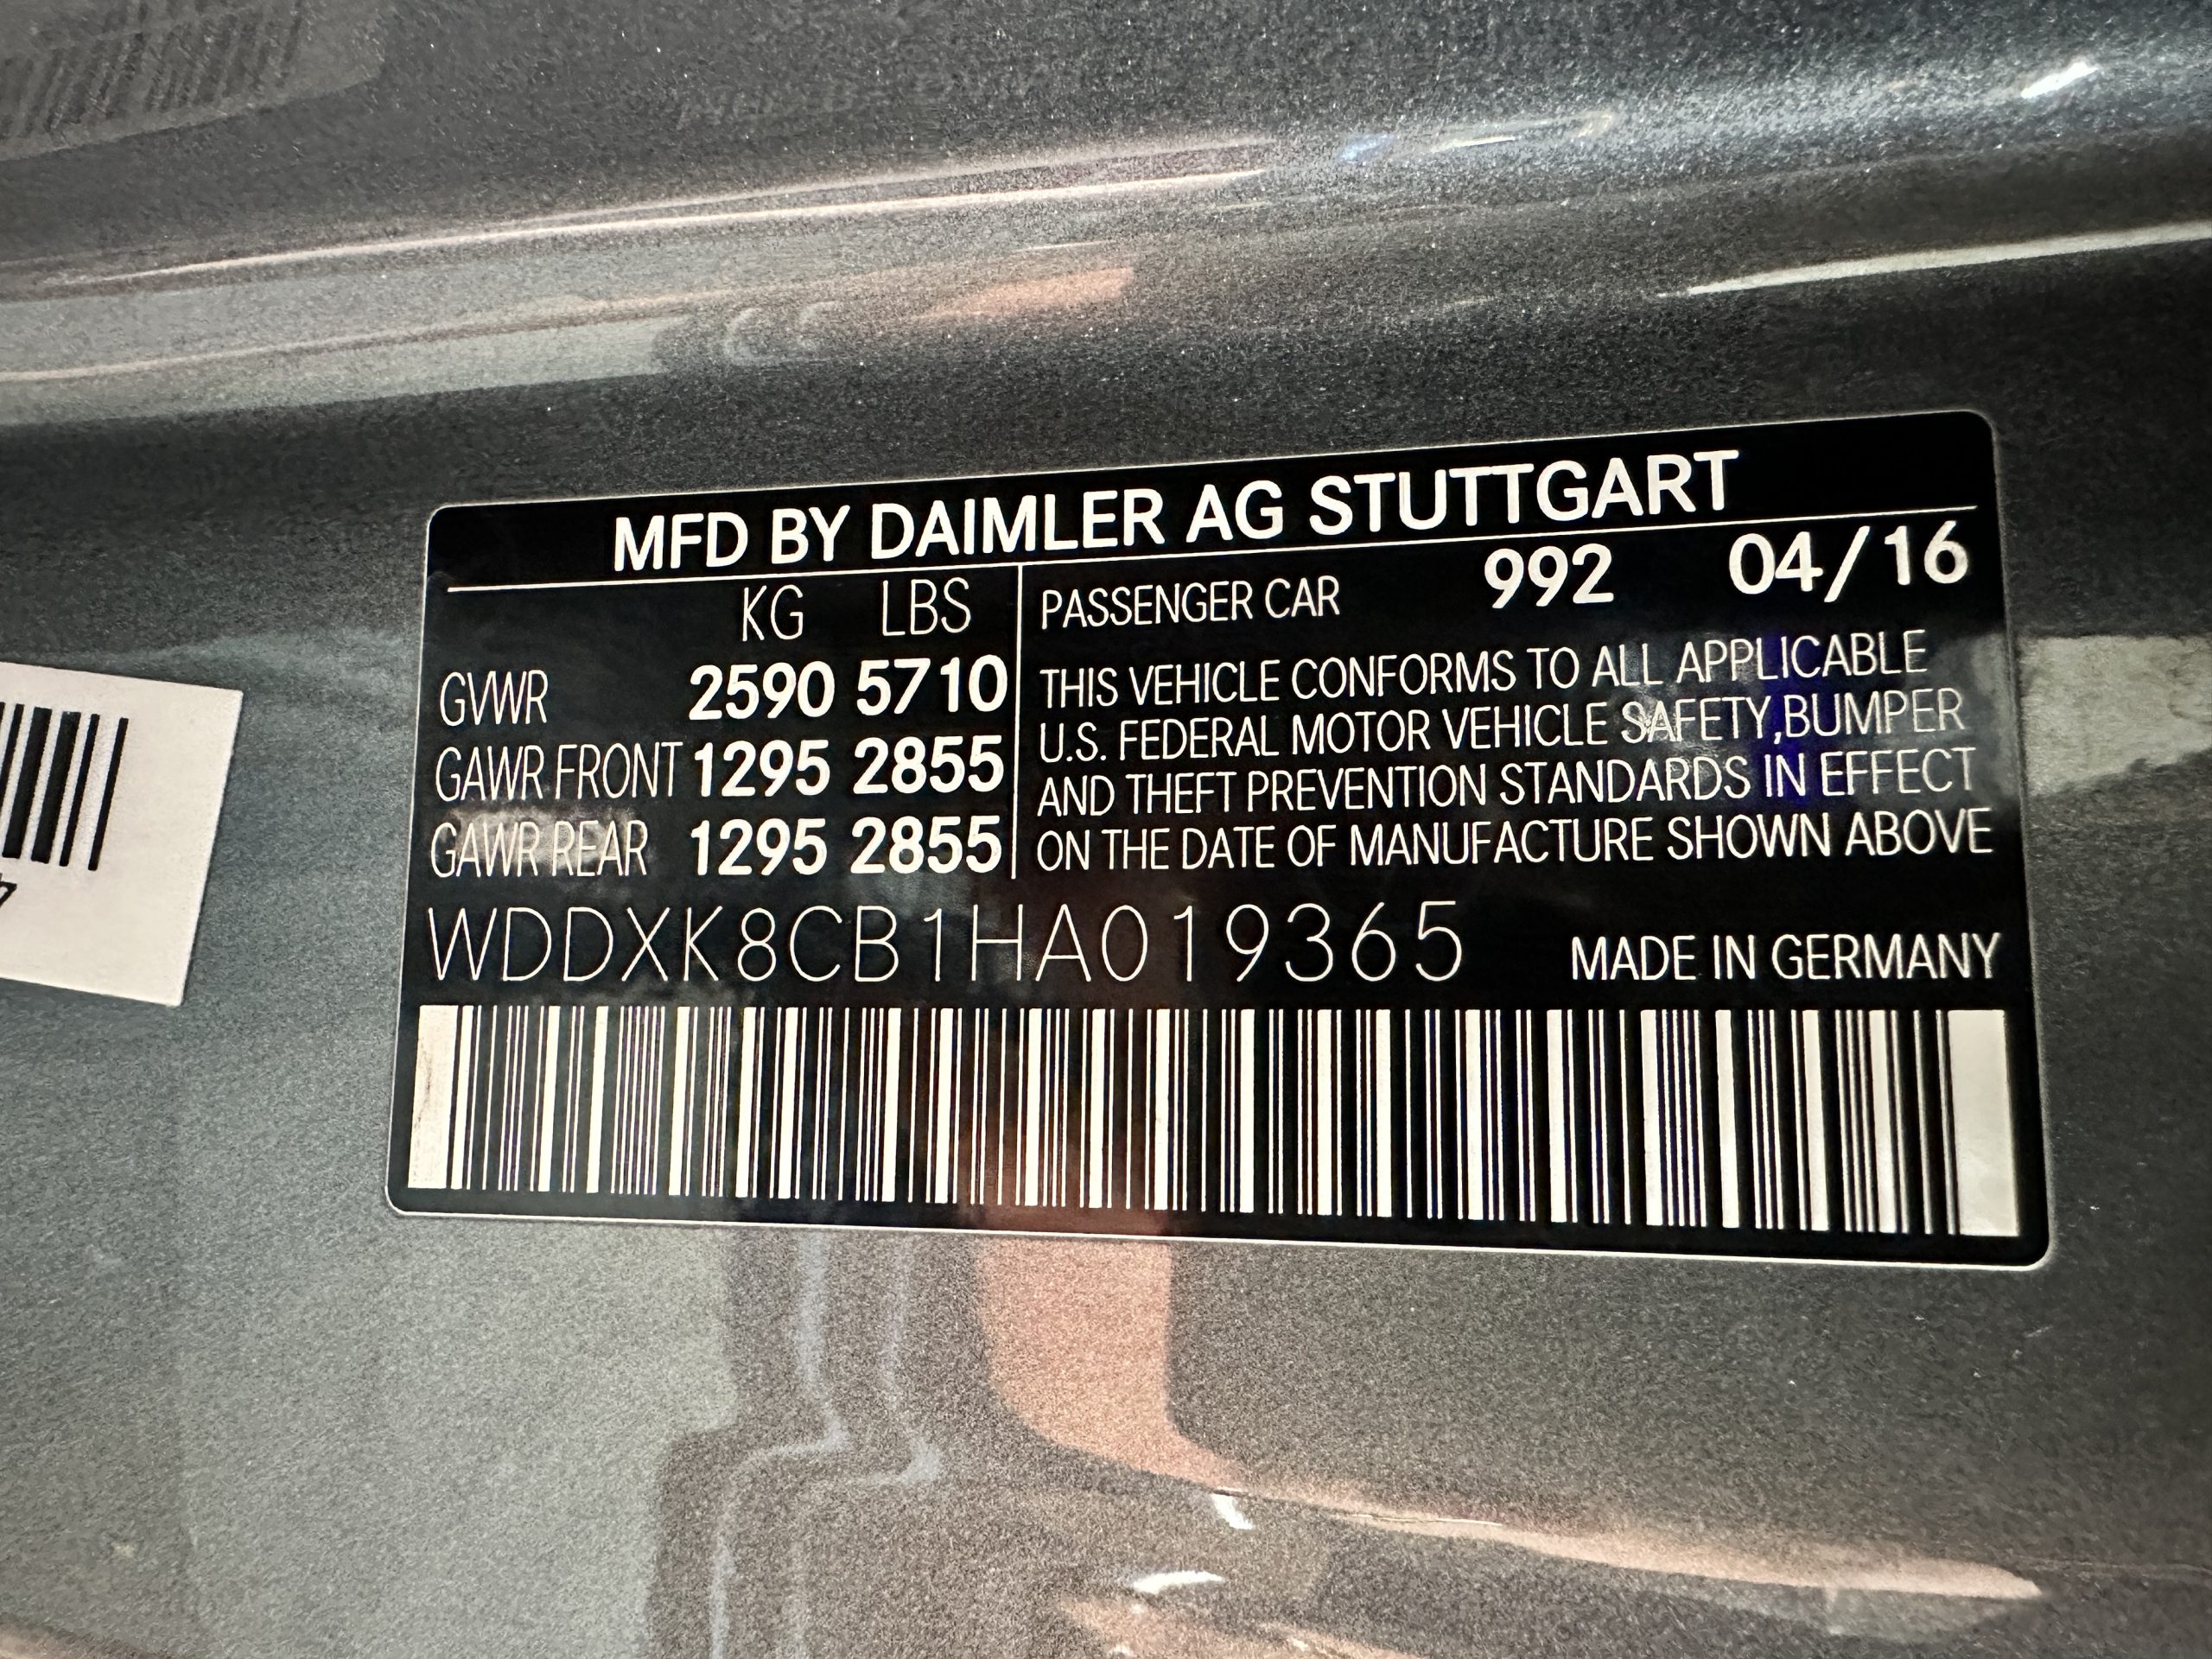 MFD BY DAIMLER AG STUTTGART
KG LBS
GVWR 2590 5710
GAWR FRONT 1295 2855
GAWR REAR 1295 2855
PASSENGER CAR 992 04/16
THIS VEHICLE CONFORMS TO ALL APPLICABLE
U.S. FEDERAL MOTOR VEHICLE SAFETY,BUMPER
AND THEFT PREVENTION STANDARDS IN EFFECT
ON THE DATE OF MANUFACTURE SHOWN ABOVE
WDDXK8CB1HA019365
MADE IN GERMANY